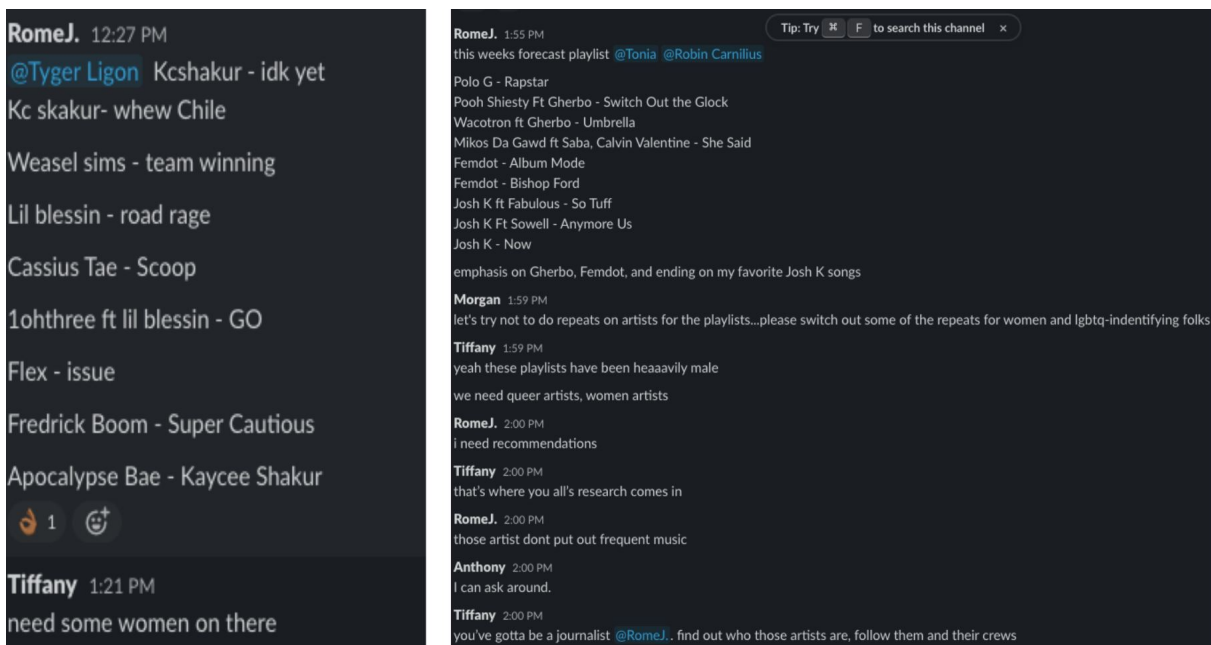 RomeJ. 12:27 PM
@Tyger Ligon Kcshakur - idk yet
Kc skakur- whew Chile
Weasel sims - team winning
Lil blessin - road rage
Cassius Tae - Scoop
1ohthree ft lil blessin - GO
Flex - issue
Fredrick Boom - Super Cautious
Apocalypse Bae - Kaycee Shakur
1
Tiffany 1:21 PM
need some women on there
Tip: Try ⌘ F to search this channel ×
RomeJ. 1:55 PM
this weeks forecast playlist @Tonia @Robin Carnilius
Polo G - Rapstar
Pooh Shiesty Ft Gherbo - Switch Out the Glock
Wacotron ft Gherbo - Umbrella
Mikos Da Gawd ft Saba, Calvin Valentine - She Said
Femdot - Album Mode
Femdot - Bishop Ford
Josh K ft Fabulous - So Tuff
Josh K Ft Sowell - Anymore Us
Josh K - Now
emphasis on Gherbo, Femdot, and ending on my favorite Josh K songs
Morgan 1:59 PM
let's try not to do repeats on artists for the playlists...please switch out some of the repeats for women and lgbtq-indentifying folks
Tiffany 1:59 PM
yeah these playlists have been heaaavily male
we need queer artists, women artists
RomeJ. 2:00 PM
i need recommendations
Tiffany 2:00 PM
that's where you all's research comes in
RomeJ. 2:00 PM
those artist dont put out frequent music
Anthony 2:00 PM
I can ask around.
Tiffany 2:00 PM
you've gotta be a journalist @RomeJ.. find out who those artists are, follow them and their crews